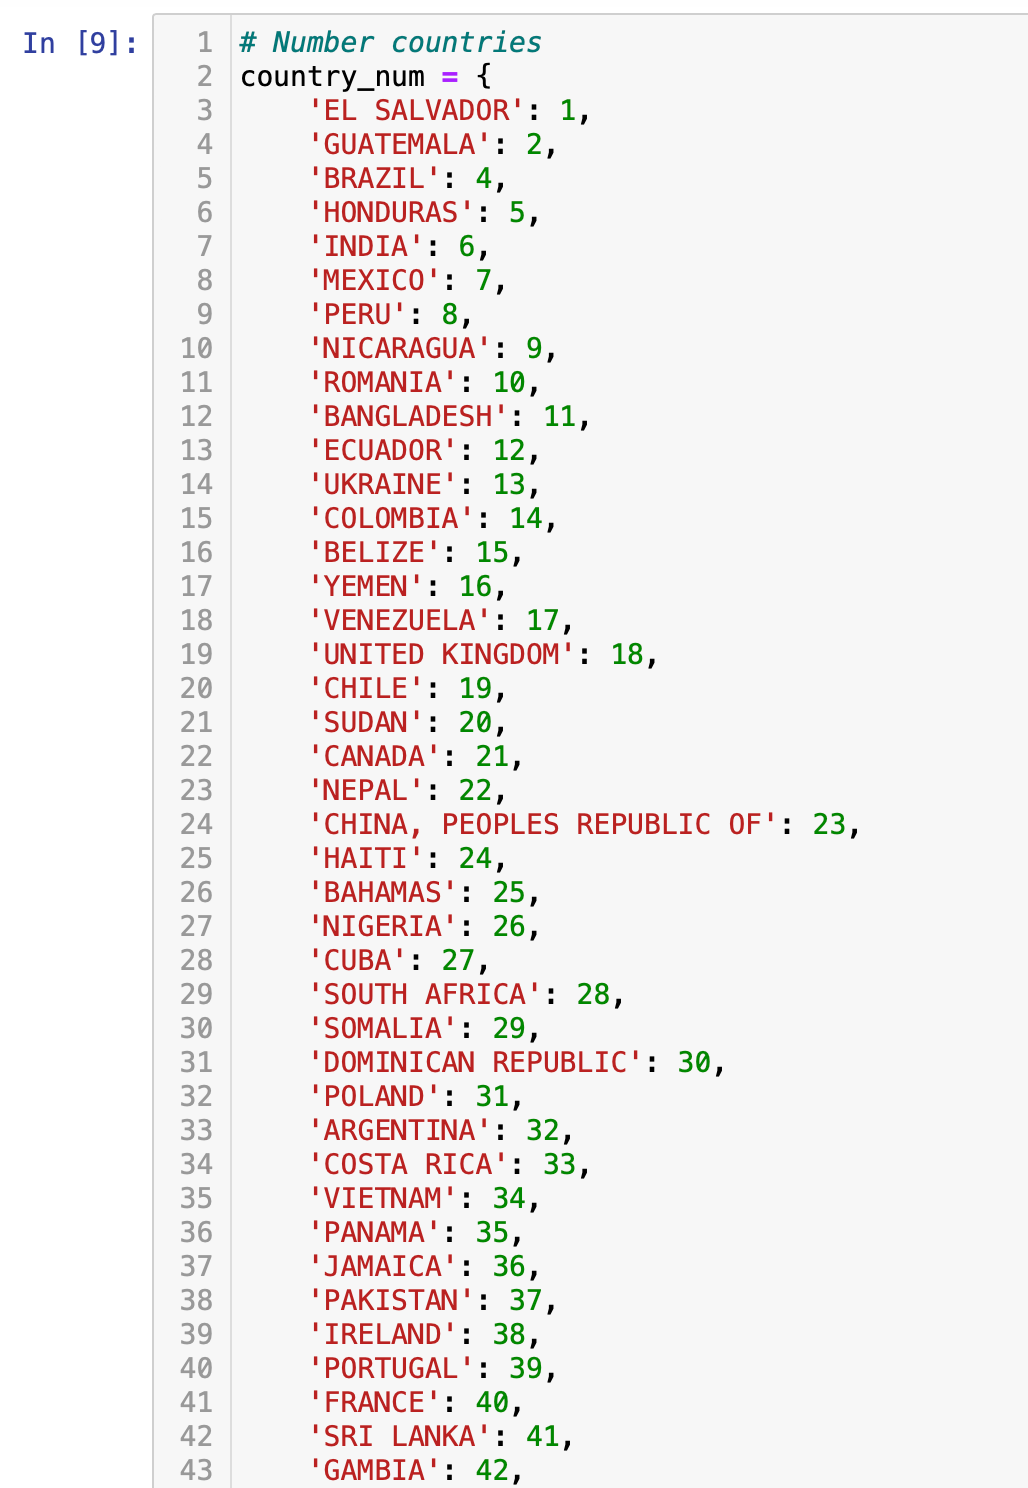 In [9]:
1 # Number countries
2 country_num = {
3     'EL SALVADOR': 1,
4     'GUATEMALA': 2,
5     'BRAZIL': 4,
6     'HONDURAS': 5,
7     'INDIA': 6,
8     'MEXICO': 7,
9     'PERU': 8,
10     'NICARAGUA': 9,
11     'ROMANIA': 10,
12     'BANGLADESH': 11,
13     'ECUADOR': 12,
14     'UKRAINE': 13,
15     'COLOMBIA': 14,
16     'BELIZE': 15,
17     'YEMEN': 16,
18     'VENEZUELA': 17,
19     'UNITED KINGDOM': 18,
20     'CHILE': 19,
21     'SUDAN': 20,
22     'CANADA': 21,
23     'NEPAL': 22,
24     'CHINA, PEOPLES REPUBLIC OF': 23,
25     'HAITI': 24,
26     'BAHAMAS': 25,
27     'NIGERIA': 26,
28     'CUBA': 27,
29     'SOUTH AFRICA': 28,
30     'SOMALIA': 29,
31     'DOMINICAN REPUBLIC': 30,
32     'POLAND': 31,
33     'ARGENTINA': 32,
34     'COSTA RICA': 33,
35     'VIETNAM': 34,
36     'PANAMA': 35,
37     'JAMAICA': 36,
38     'PAKISTAN': 37,
39     'IRELAND': 38,
40     'PORTUGAL': 39,
41     'FRANCE': 40,
42     'SRI LANKA': 41,
43     'GAMBIA': 42,